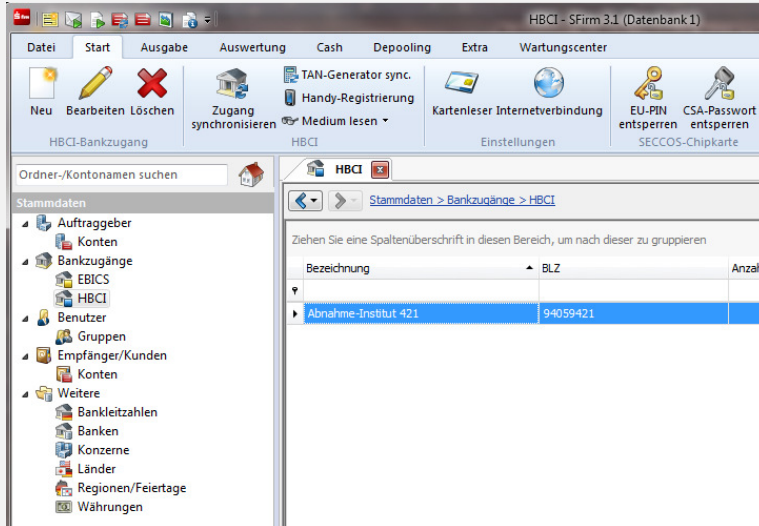 HBCI - SFirm 3.1 (Datenbank 1)
Datei Start Ausgabe Auswertung Cash Depooling Extra Wartungscenter
Neu Bearbeiten Löschen
HBCI-Bankzugang
Zugang synchronisieren
TAN-Generator sync.
Handy-Registrierung
Medium lesen
HBCI
Kartenleser Internetverbindung
Einstellungen
EU-PIN entsperren
CSA-Passwort entsperren
SECCOS-Chipkarte
Ordner-/Kontonamen suchen
Stammdaten
Auftraggeber
Konten
Bankzugänge
EBICS
HBCI
Benutzer
Gruppen
Empfänger/Kunden
Konten
Weitere
Bankleitzahlen
Banken
Konzerne
Länder
Regionen/Feiertage
Währungen
HBCI
Stammdaten > Bankzugänge > HBCI
Ziehen Sie eine Spaltenüberschrift in diesen Bereich, um nach dieser zu gruppieren
Bezeichnung BLZ Anzah
Abnahme-Institut 421 94059421